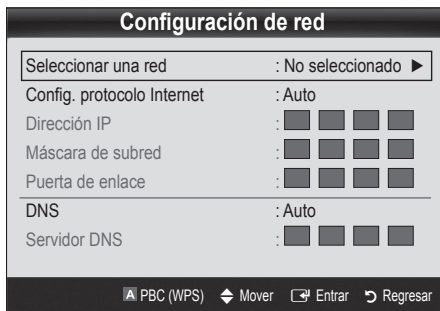 Configuración de red
Seleccionar una red : No seleccionado ▶
Config. protocolo Internet : Auto
Dirección IP :
Máscara de subred :
Puerta de enlace :
DNS : Auto
Servidor DNS :
A PBC (WPS) Mover Entrar Regresar